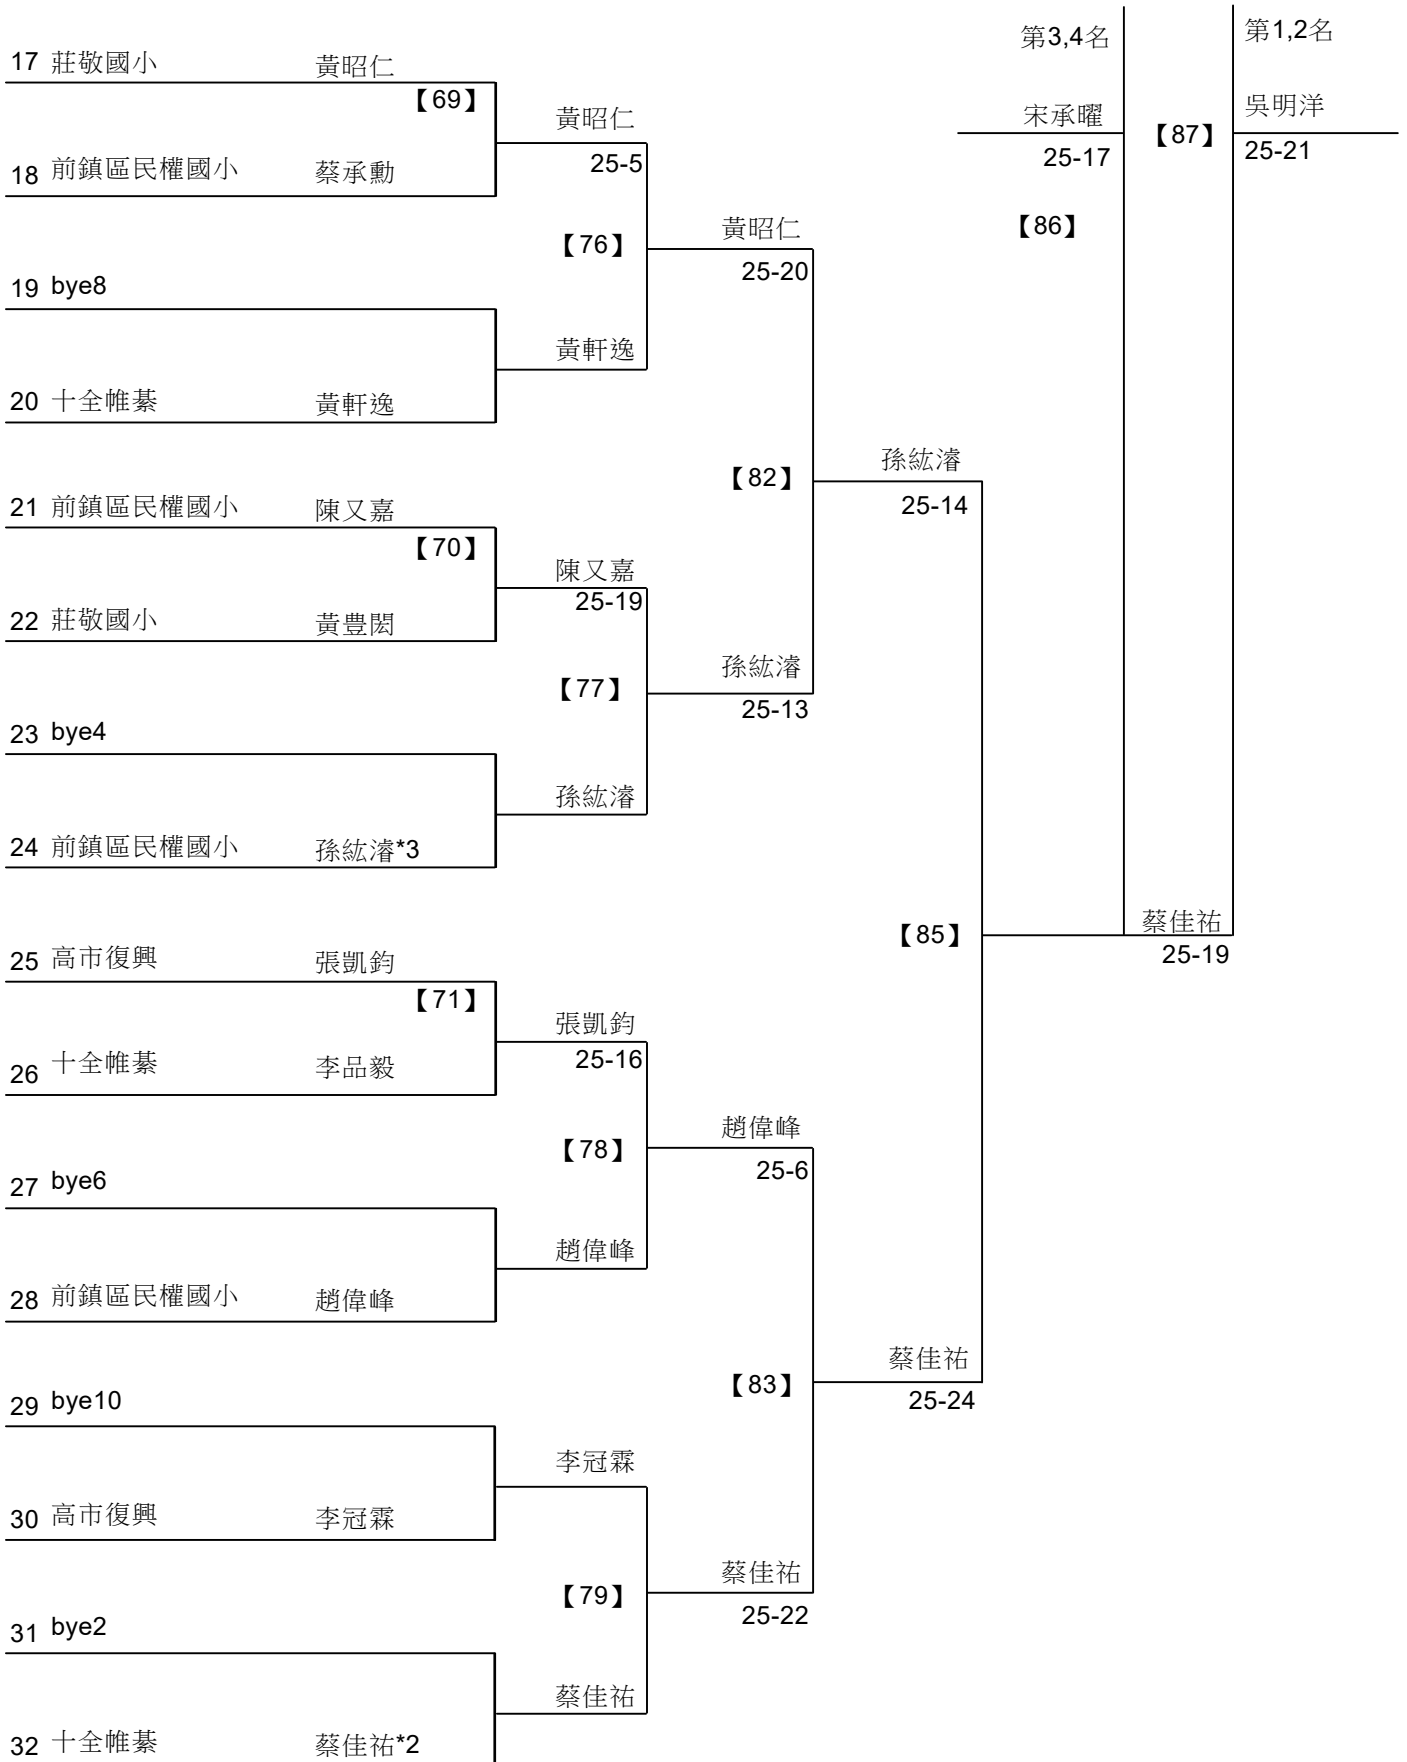 第3,4名
第1,2名
17 莊敬國小 黃昭仁
【69】
宋承曜
【87】
吳明洋
黃昭仁
25-17
25-21
25-5
18 前鎮區民權國小 蔡承勳
【86】
黃昭仁
【76】
25-20
19 bye8
黃軒逸
20 十全帷綦 黃軒逸
孫紘濬
【82】
25-14
21 前鎮區民權國小 陳又嘉
【70】
陳又嘉
25-19
22 莊敬國小 黃豊閎
孫紘濬
【77】
25-13
23 bye4
孫紘濬
24 前鎮區民權國小 孫紘濬*3
蔡佳祐
【85】
25-19
25 高市復興 張凱鈞
【71】
張凱鈞
25-16
26 十全帷綦 李品毅
趙偉峰
【78】
25-6
27 bye6
趙偉峰
28 前鎮區民權國小 趙偉峰
蔡佳祐
【83】
25-24
29 bye10
李冠霖
30 高市復興 李冠霖
蔡佳祐
【79】
25-22
31 bye2
蔡佳祐
32 十全帷綦 蔡佳祐*2